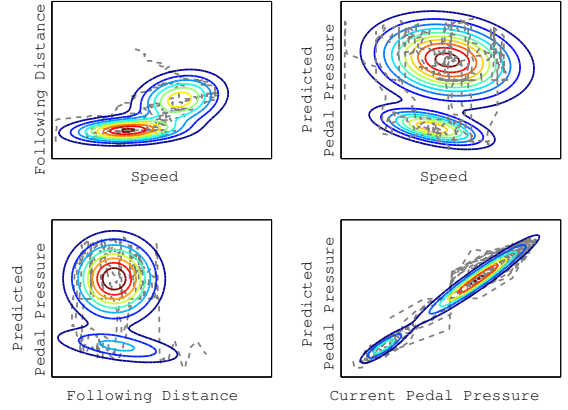 Following Distance
Speed
Predicted
Pedal Pressure
Speed
Predicted
Pedal Pressure
Following Distance
Predicted
Pedal Pressure
Current Pedal Pressure